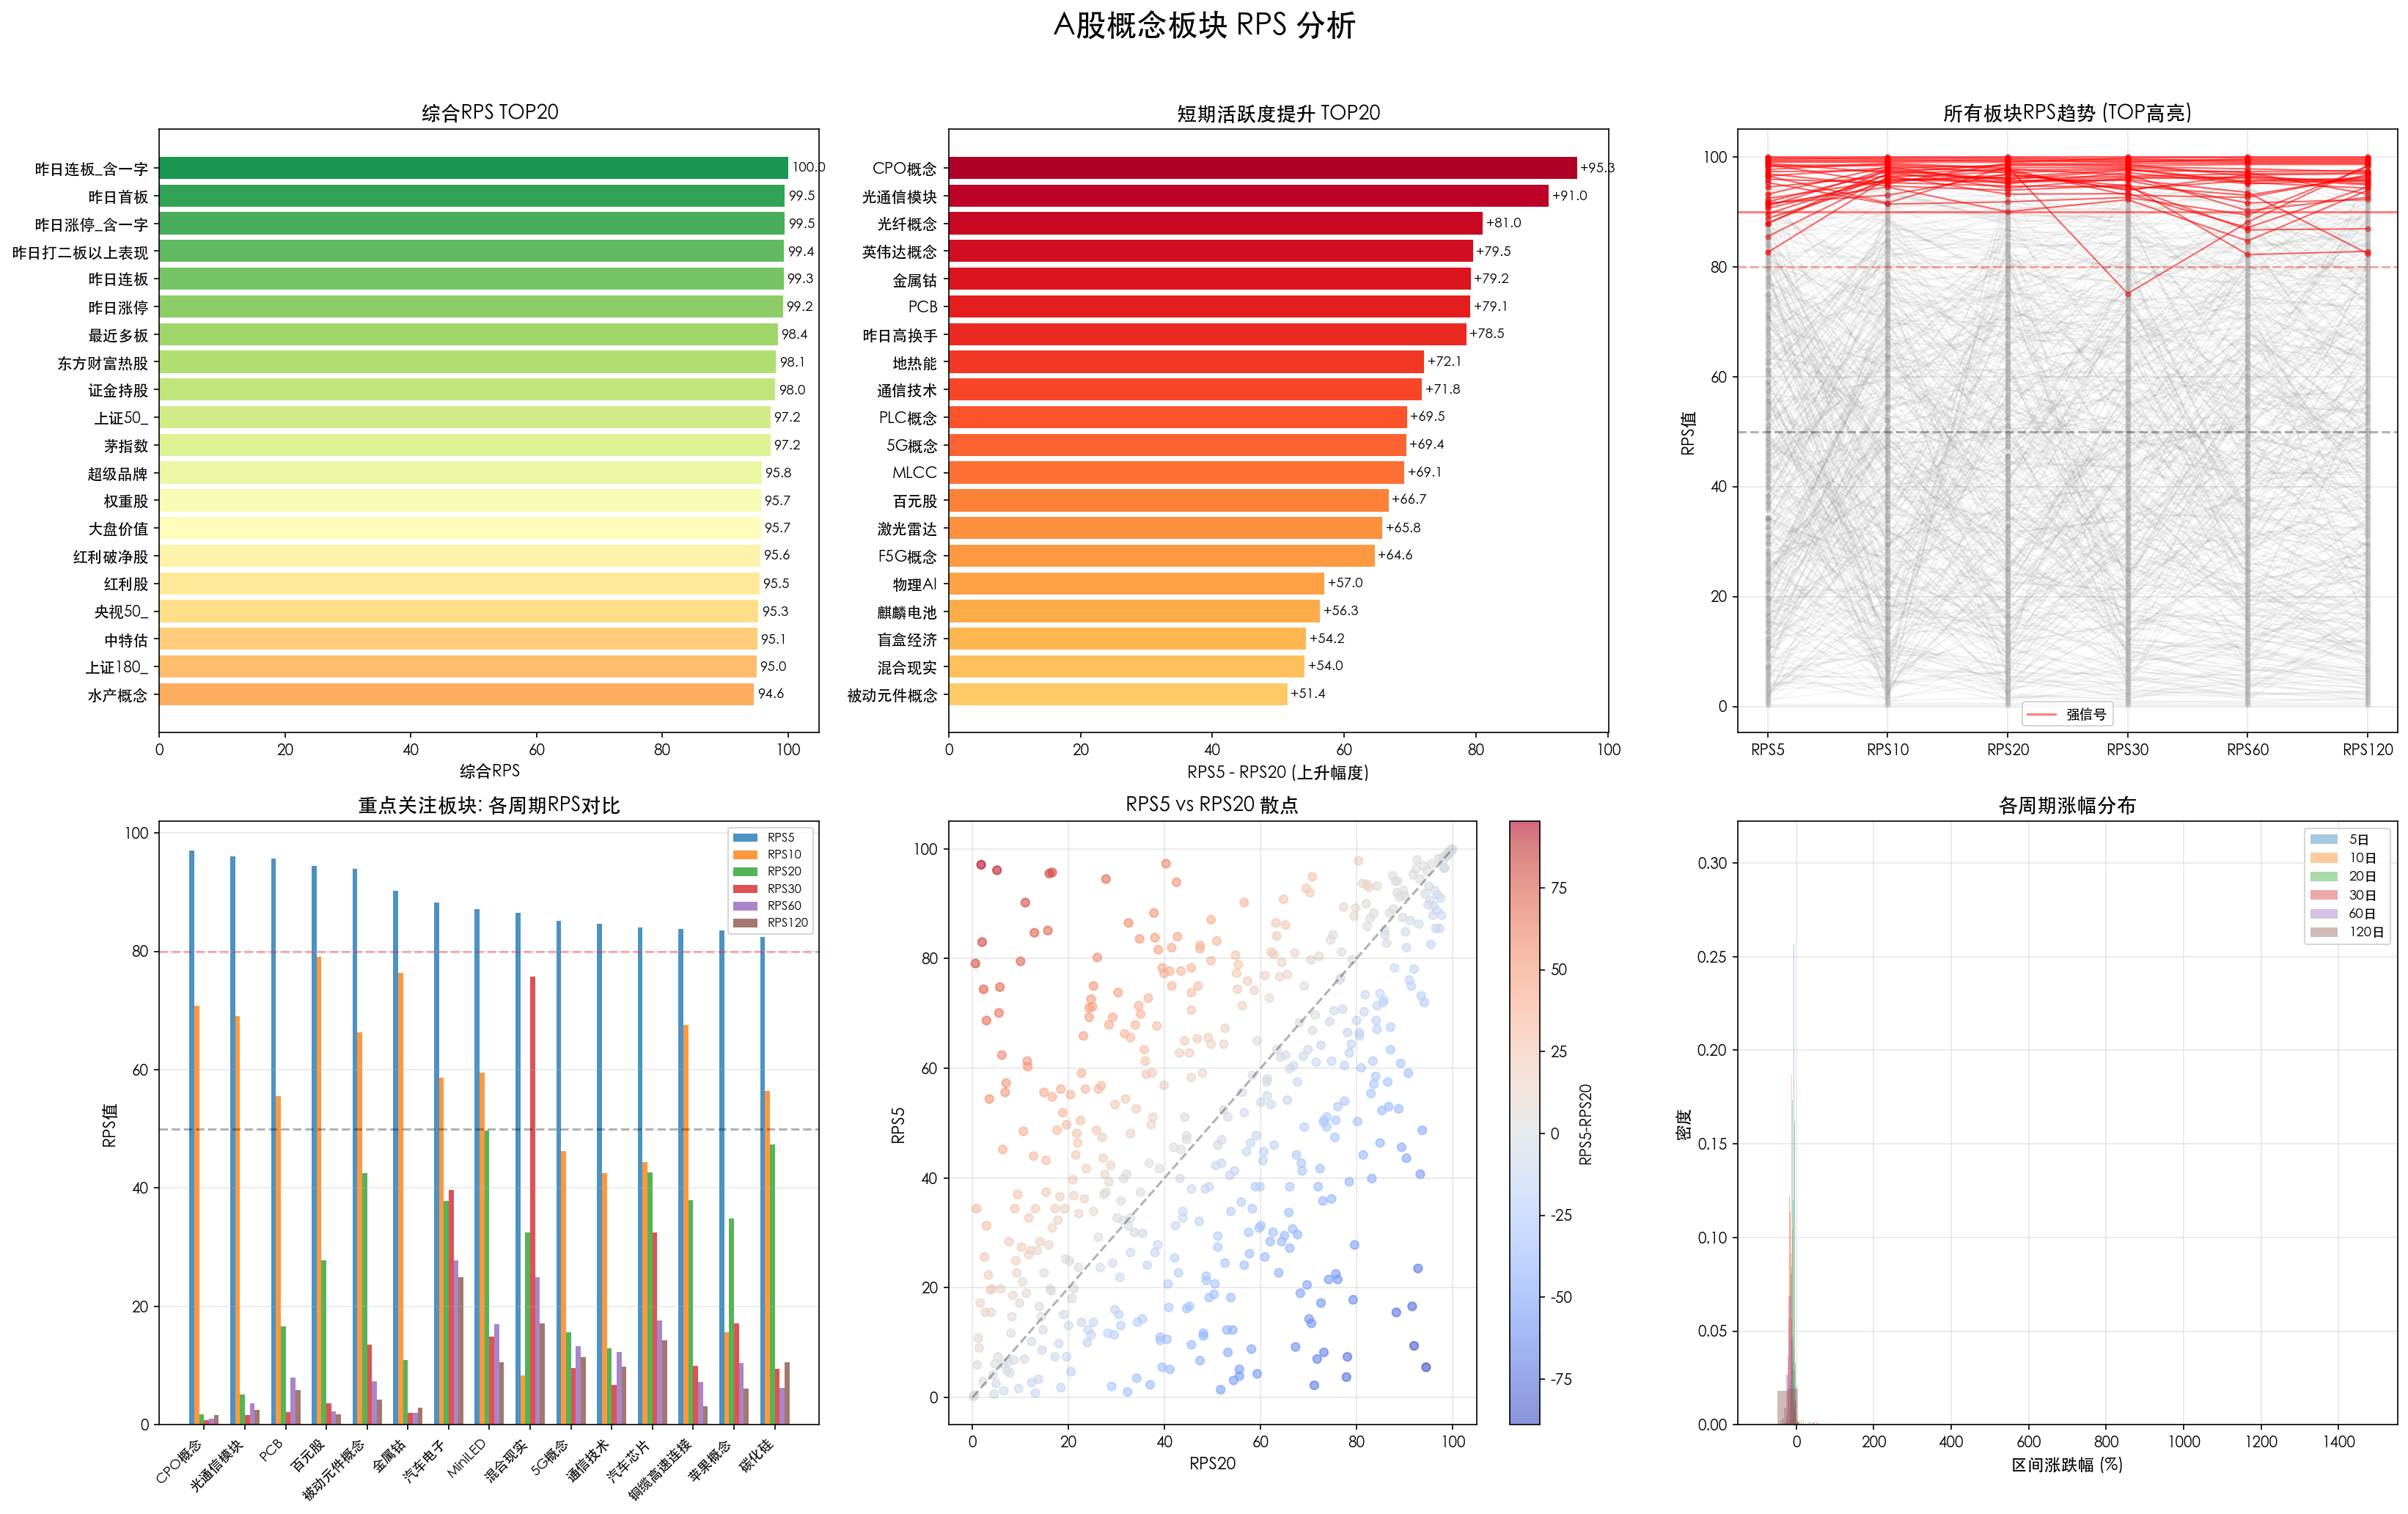 A股概念板块 RPS 分析
综合RPS TOP20
昨日连板_含一字 100.0
昨日首板 99.5
昨日涨停_含一字 99.5
昨日打二板以上表现 99.4
昨日连板 99.3
昨日涨停 99.2
最近多板 98.4
东方财富热股 98.1
证金持股 98.0
上证50_ 97.2
茅指数 97.2
超级品牌 95.8
权重股 95.7
大盘价值 95.7
红利破净股 95.6
红利股 95.5
央视50_ 95.3
中特估 95.1
上证180_ 95.0
水产概念 94.6
0 20 40 60 80 100
综合RPS
短期活跃度提升 TOP20
CPO概念 +95.3
光通信模块 +91.0
光纤概念 +81.0
英伟达概念 +79.5
金属钴 +79.2
PCB +79.1
昨日高换手 +78.5
地热能 +72.1
通信技术 +71.8
PLC概念 +69.5
5G概念 +69.4
MLCC +69.1
百元股 +66.7
激光雷达 +65.8
F5G概念 +64.6
物理AI +57.0
麒麟电池 +56.3
盲盒经济 +54.2
混合现实 +54.0
被动元件概念 +51.4
0 20 40 60 80 100
RPS5 - RPS20 (上升幅度)
所有板块RPS趋势 (TOP高亮)
RPS值
100
80
60
40
20
0
强信号
RPS5 RPS10 RPS20 RPS30 RPS60 RPS120
重点关注板块: 各周期RPS对比
RPS值
100
80
60
40
20
0
RPS5
RPS10
RPS20
RPS30
RPS60
RPS120
CPO概念
光通信模块
PCB
百元股
被动元件概念
金属钴
汽车电子
MiniLED
混合现实
5G概念
通信技术
汽车芯片
铜缆高速连接
苹果概念
碳化硅
RPS5 vs RPS20 散点
RPS5
100
80
60
40
20
0
0 20 40 60 80 100
RPS20
75
50
25
0
-25
-50
-75
RPS5-RPS20
各周期涨幅分布
密度
0.30
0.25
0.20
0.15
0.10
0.05
0.00
5日
10日
20日
30日
60日
120日
0 200 400 600 800 1000 1200 1400
区间涨跌幅 (%)